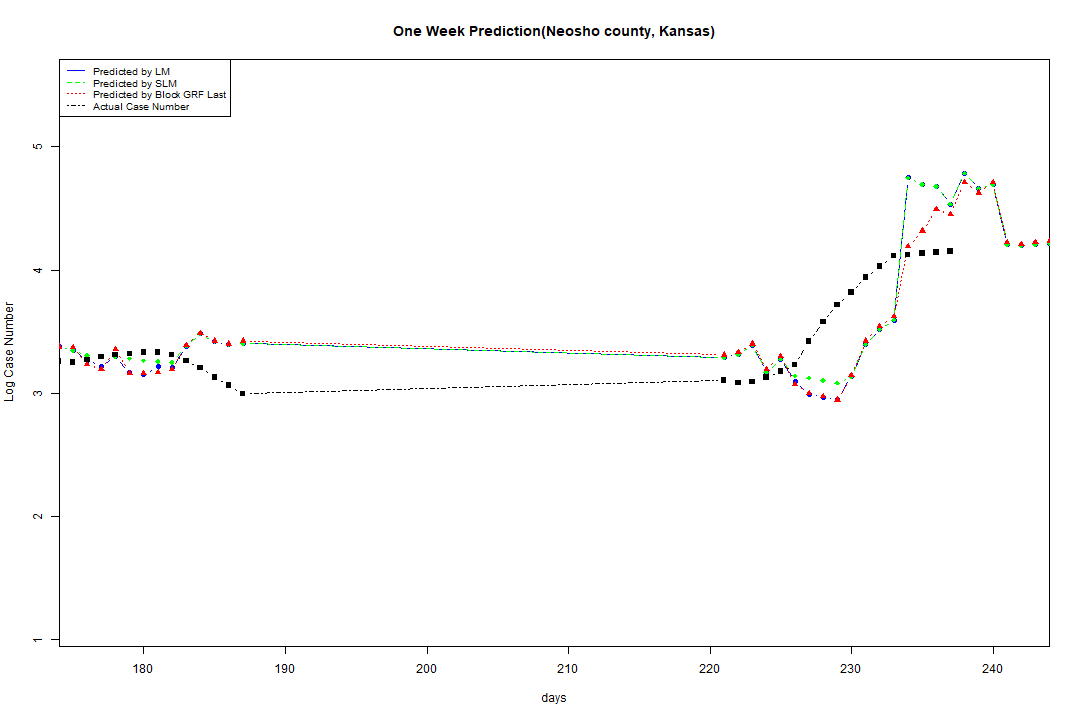 One Week Prediction(Neosho county, Kansas)
Predicted by LM
Predicted by SLM
Predicted by Block GRF Last
Actual Case Number
5
4
3
2
1
Log Case Number
180 190 200 210 220 230 240
days